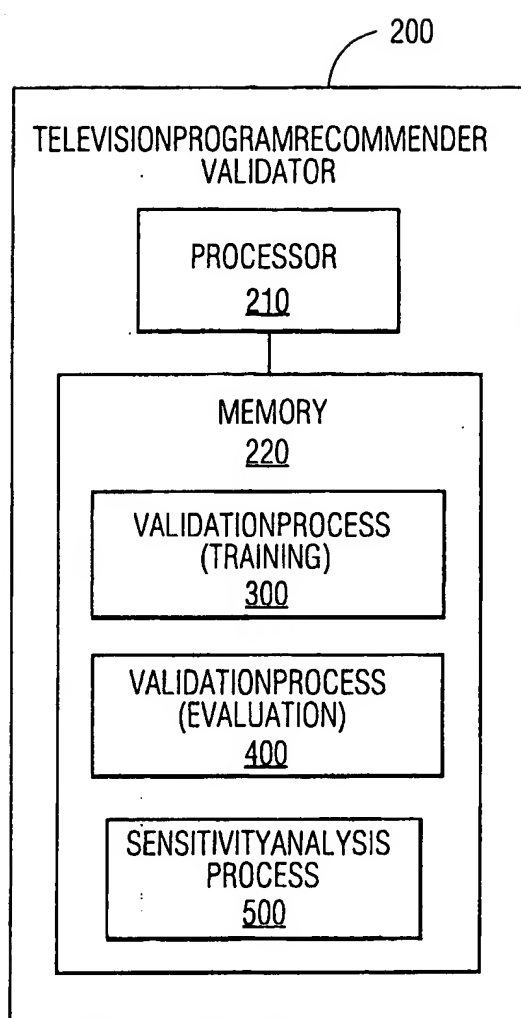 200
TELEVISIONPROGRAMRECOMMENDER
VALIDATOR
PROCESSOR
210
MEMORY
220
VALIDATIONPROCESS
(TRAINING)
300
VALIDATIONPROCESS
(EVALUATION)
400
SENSITIVITYANALYSIS
PROCESS
500